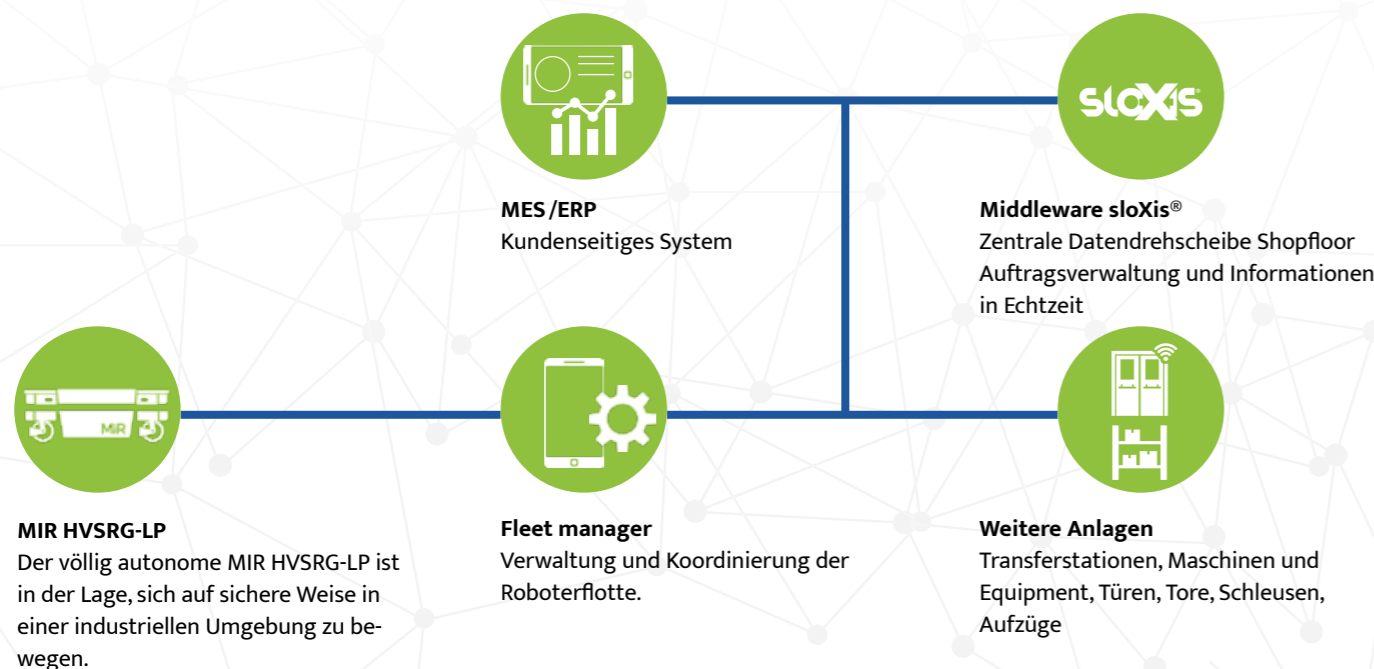 sloXis
MES/ERP
Kundenseitiges System
Middleware sloXis®
Zentrale Datendrehscheibe Shopfloor
Auftragsverwaltung und Informationen
in Echtzeit
MiR
MIR HVSRG-LP
Der völlig autonome MIR HVSRG-LP ist
in der Lage, sich auf sichere Weise in
einer industriellen Umgebung zu be-
wegen.
Fleet manager
Verwaltung und Koordinierung der
Roboterflotte.
Weitere Anlagen
Transferstationen, Maschinen und
Equipment, Türen, Tore, Schleusen,
Aufzüge